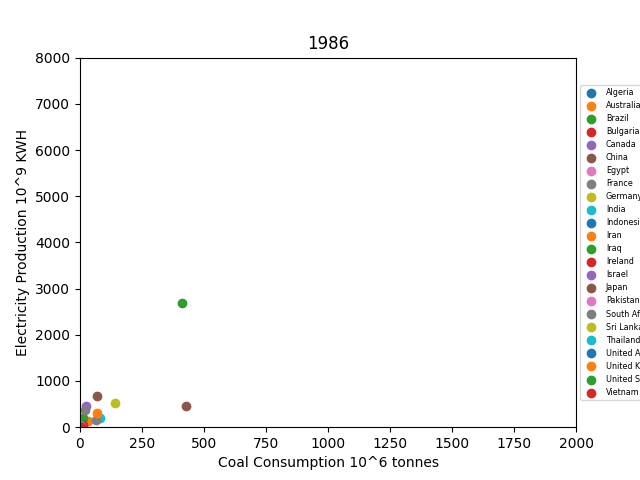 1986
8000
7000
6000
5000
4000
3000
2000
1000
0
Electricity Production 10^9 KWH
0 250 500 750 1000 1250 1500 1750 2000
Coal Consumption 10^6 tonnes
Algeria
Australia
Brazil
Bulgaria
Canada
China
Egypt
France
Germany
India
Indonesi
Iran
Iraq
Ireland
Israel
Japan
Pakistan
South Af
Sri Lanka
Thailand
United A
United K
United S
Vietnam